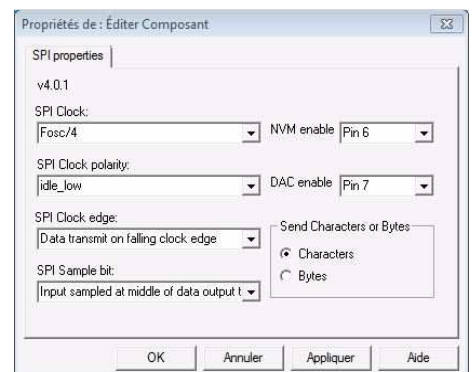 Propriétés de : Éditer Composant
SPI properties
v4.0.1
SPI Clock:
Fosc/4
NVM enable Pin 6
SPI Clock polarity:
idle_low
DAC enable Pin 7
SPI Clock edge:
Data transmit on falling clock edge
Send Characters or Bytes
Characters
Bytes
SPI Sample bit:
Input sampled at middle of data output t
OK Annuler Appliquer Aide